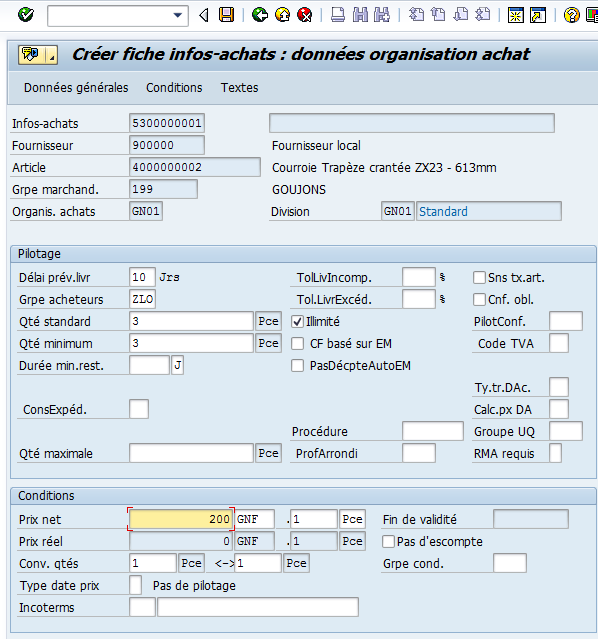 Créer fiche infos-achats : données organisation achat
Données générales Conditions Textes
Infos-achats 5300000001
Fournisseur 900000 Fournisseur local
Article 4000000002 Courroie Trapèze crantée ZX23 - 613mm
Grpe marchand. 199 GOUJONS
Organis. achats GN01 Division GN01 Standard
Pilotage
Délai prév.livr 10 Jrs TolLivIncomp. % Sns tx.art.
Grpe acheteurs ZLO Tol.LivrExcéd. % Cnf. obl.
Qté standard 3 Pce Illimité PilotConf.
Qté minimum 3 Pce CF basé sur EM Code TVA
Durée min.rest. J PasDécpteAutoEM
Ty.tr.DAc.
ConsExpéd. Calc.px DA
Procédure Groupe UQ
Qté maximale Pce ProfArrondi RMA requis
Conditions
Prix net 200 GNF . 1 Pce Fin de validité
Prix réel 0 GNF . 1 Pce Pas d'escompte
Conv. qtés 1 Pce <-> 1 Pce Grpe cond.
Type date prix Pas de pilotage
Incoterms